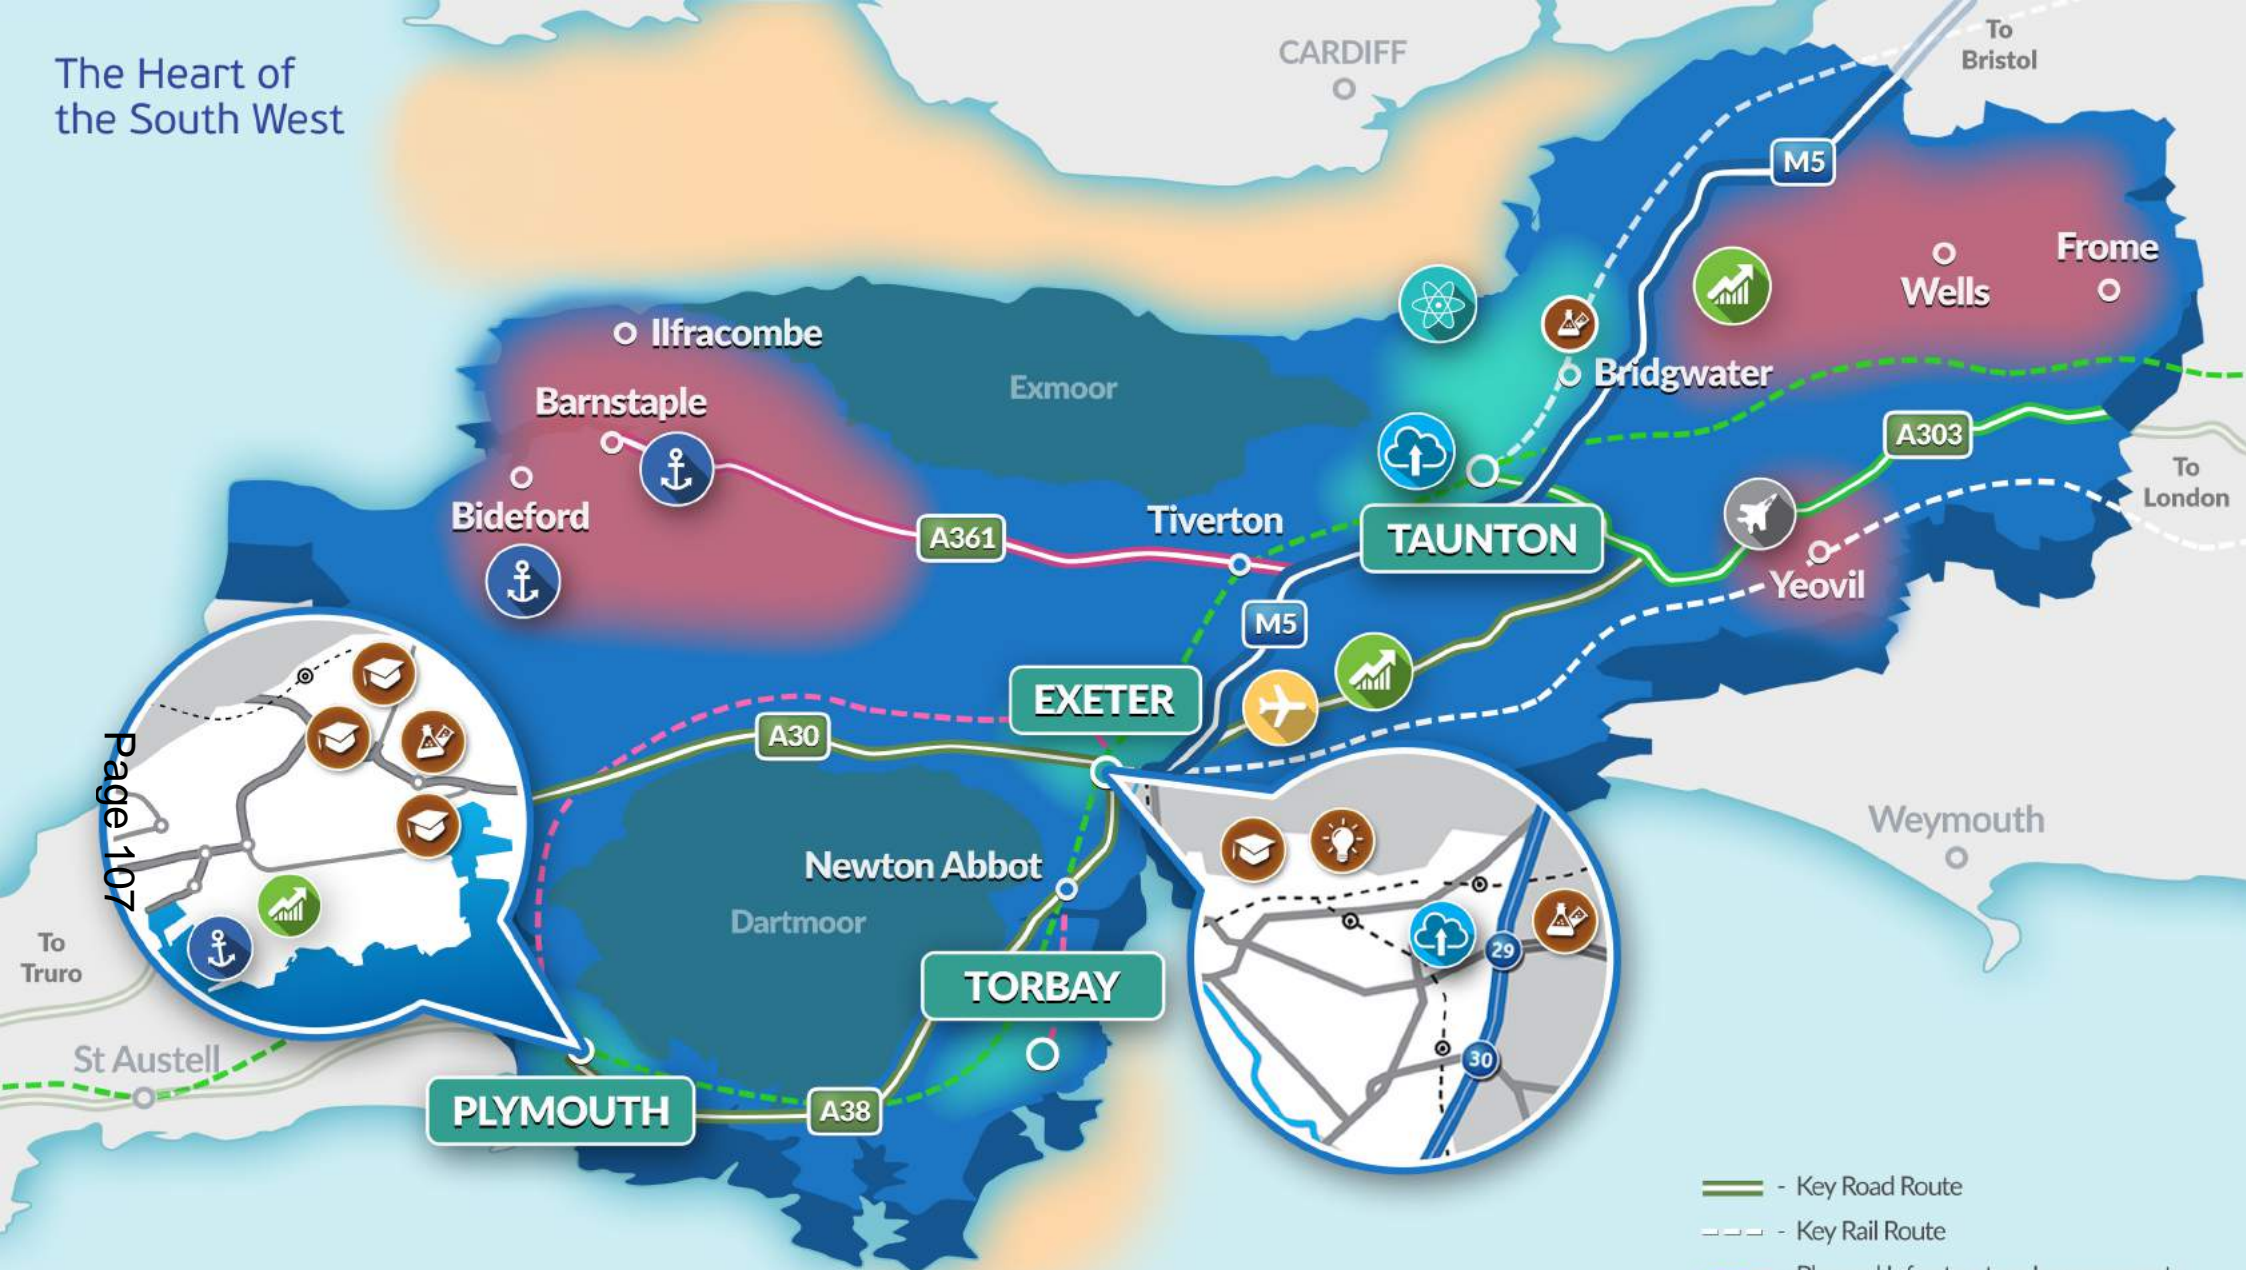 The Heart of
the South West
CARDIFF
To
Bristol
M5
Frome
Wells
Ilfracombe
Exmoor
Bridgwater
Barnstaple
A303
To
London
Bideford
A361
Tiverton
TAUNTON
Yeovil
M5
EXETER
A30
Page 107
Weymouth
Newton Abbot
Dartmoor
To
Truro
29
TORBAY
St Austell
30
PLYMOUTH
A38
- Key Road Route
- Key Rail Route